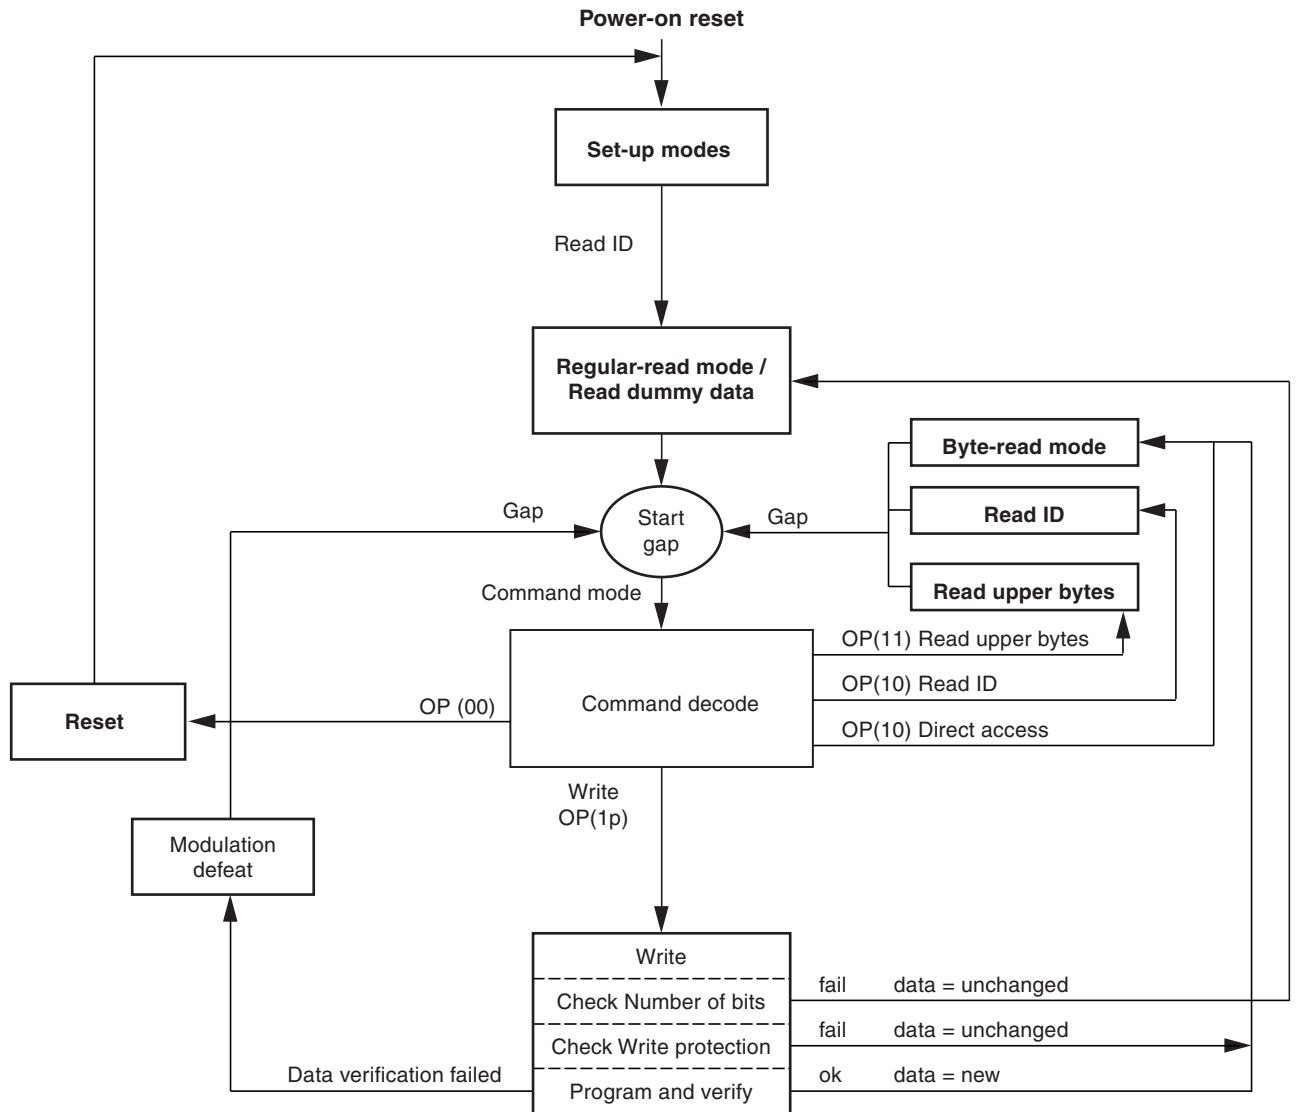 Power-on reset
Set-up modes
Read ID
Regular-read mode /
Read dummy data
Byte-read mode
Read ID
Read upper bytes
Gap
Start
gap
Gap
Command mode
OP(11) Read upper bytes
OP(10) Read ID
OP(10) Direct access
Command decode
OP (00)
Reset
Write
OP(1p)
Modulation
defeat
Write
Check Number of bits
fail data = unchanged
Check Write protection
fail data = unchanged
Data verification failed
Program and verify
ok data = new